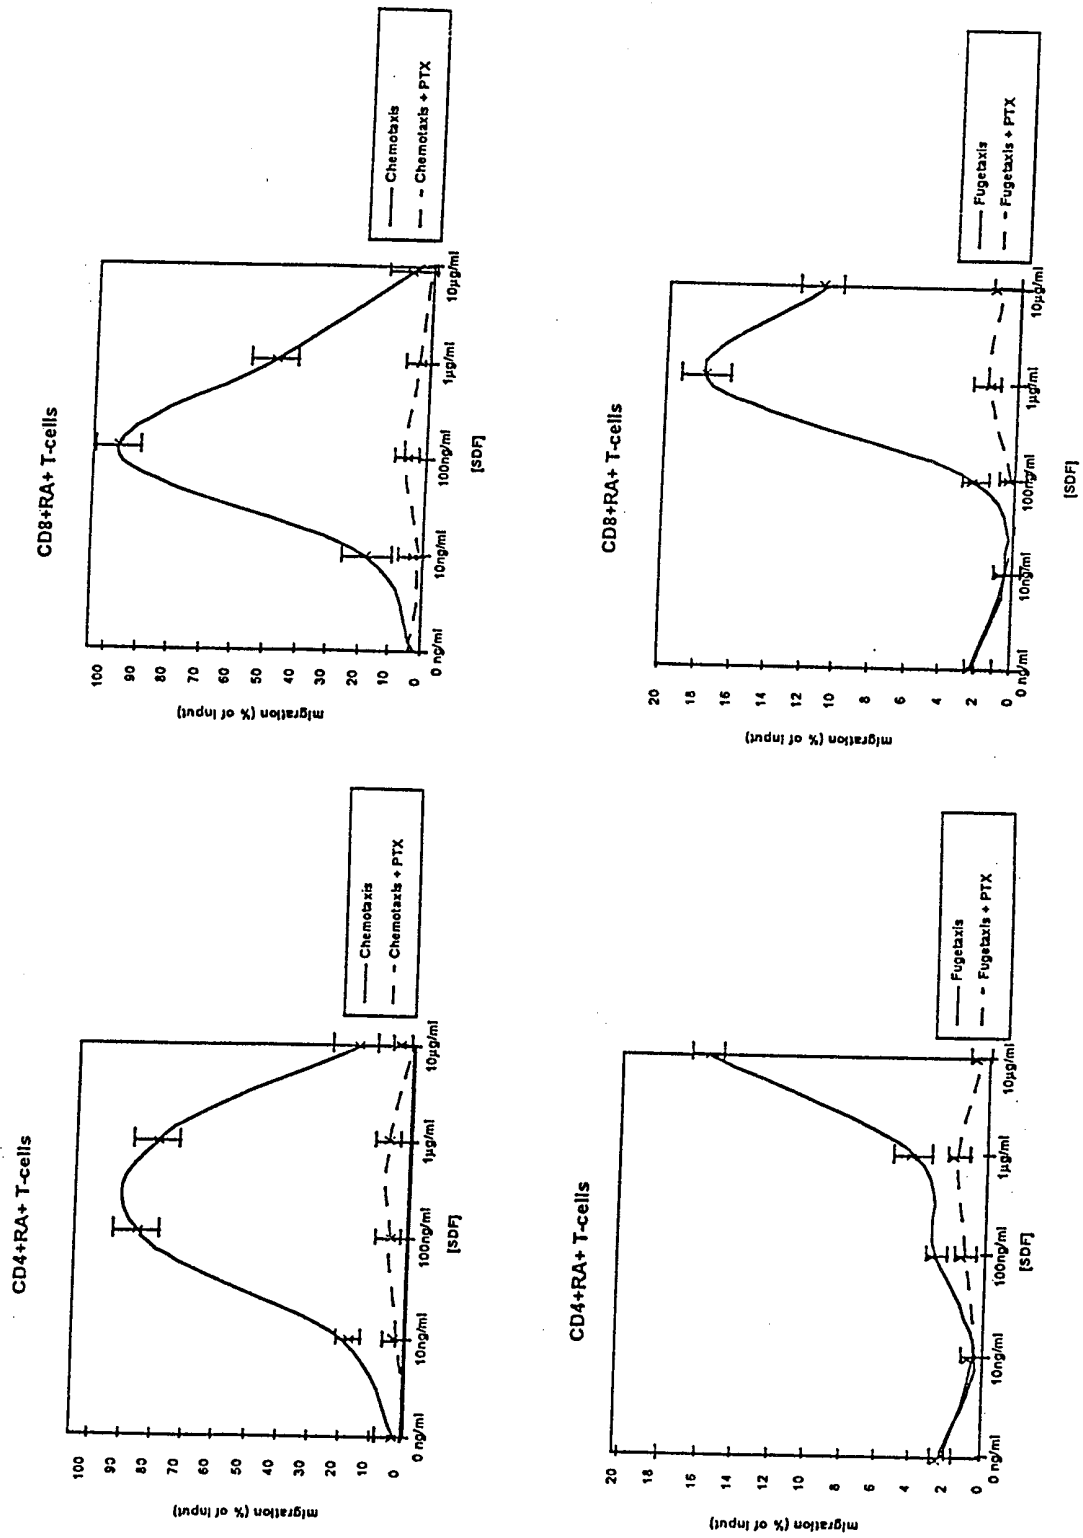 CD4+RA+ T-cells
migration (% of input)
100
90
80
70
60
50
40
30
20
10
0
0 ng/ml
10ng/ml
100ng/ml
1µg/ml
10µg/ml
[SDF]
Chemotaxis
Chemotaxis + PTX
CD8+RA+ T-cells
migration (% of input)
100
90
80
70
60
50
40
30
20
10
0
0 ng/ml
10ng/ml
100ng/ml
1µg/ml
10µg/ml
[SDF]
Chemotaxis
Chemotaxis + PTX
CD4+RA+ T-cells
migration (% of input)
20
18
16
14
12
10
8
6
4
2
0
0 ng/ml
10ng/ml
100ng/ml
1µg/ml
10µg/ml
[SDF]
Fugetaxis
Fugetaxis + PTX
CD8+RA+ T-cells
migration (% of input)
20
18
16
14
12
10
8
6
4
2
0
0 ng/ml
10ng/ml
100ng/ml
1µg/ml
10µg/ml
[SDF]
Fugetaxis
Fugetaxis + PTX